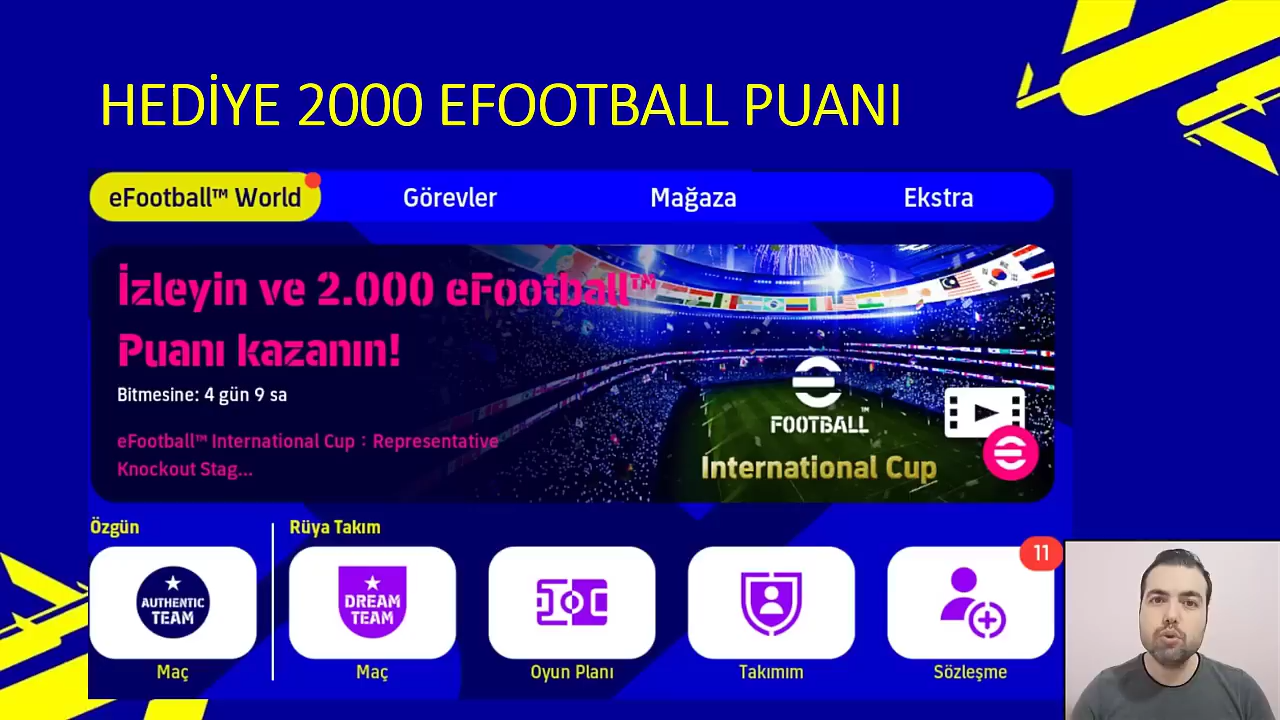 HEDİYE 2000 EFOOTBALL PUANI
eFootball™ World
Görevler
Mağaza
Ekstra
İzleyin ve 2.000 eFootball™
Puanı kazanın!
Bitmesine: 4 gün 9 sa
eFootball™ International Cup : Representative
Knockout Stag...
FOOTBALL™
International Cup
Özgün
Rüya Takım
11
AUTHENTIC
TEAM
DREAM
TEAM
Maç
Maç
Oyun Planı
Takımım
Sözleşme